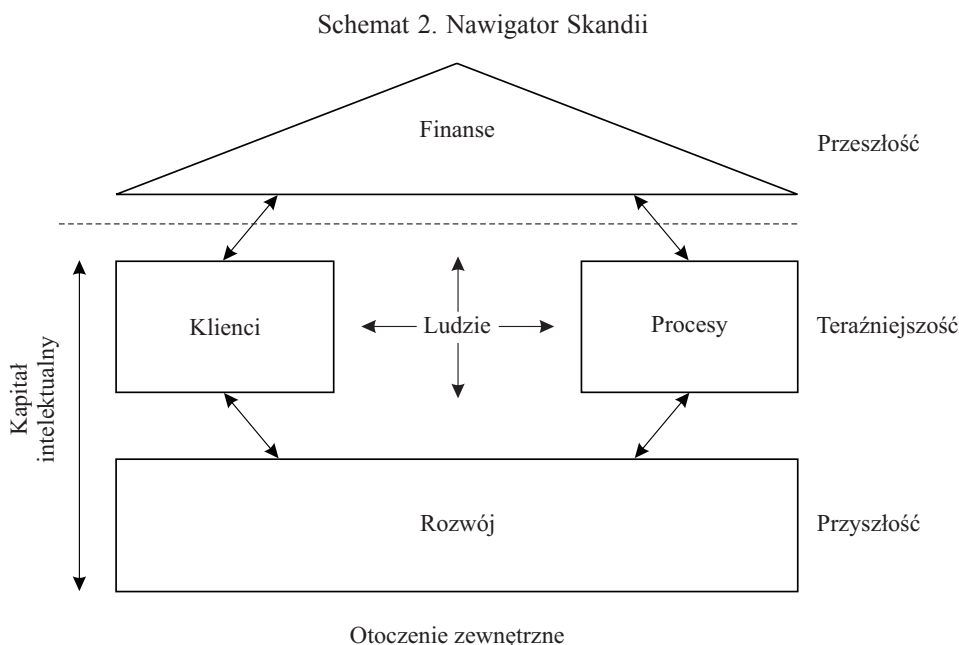 Schemat 2. Nawigator Skandii
Finanse
Przeszłość
Klienci
Ludzie
Procesy
Teraźniejszość
Kapitał
intelektualny
Rozwój
Przyszłość
Otoczenie zewnętrzne